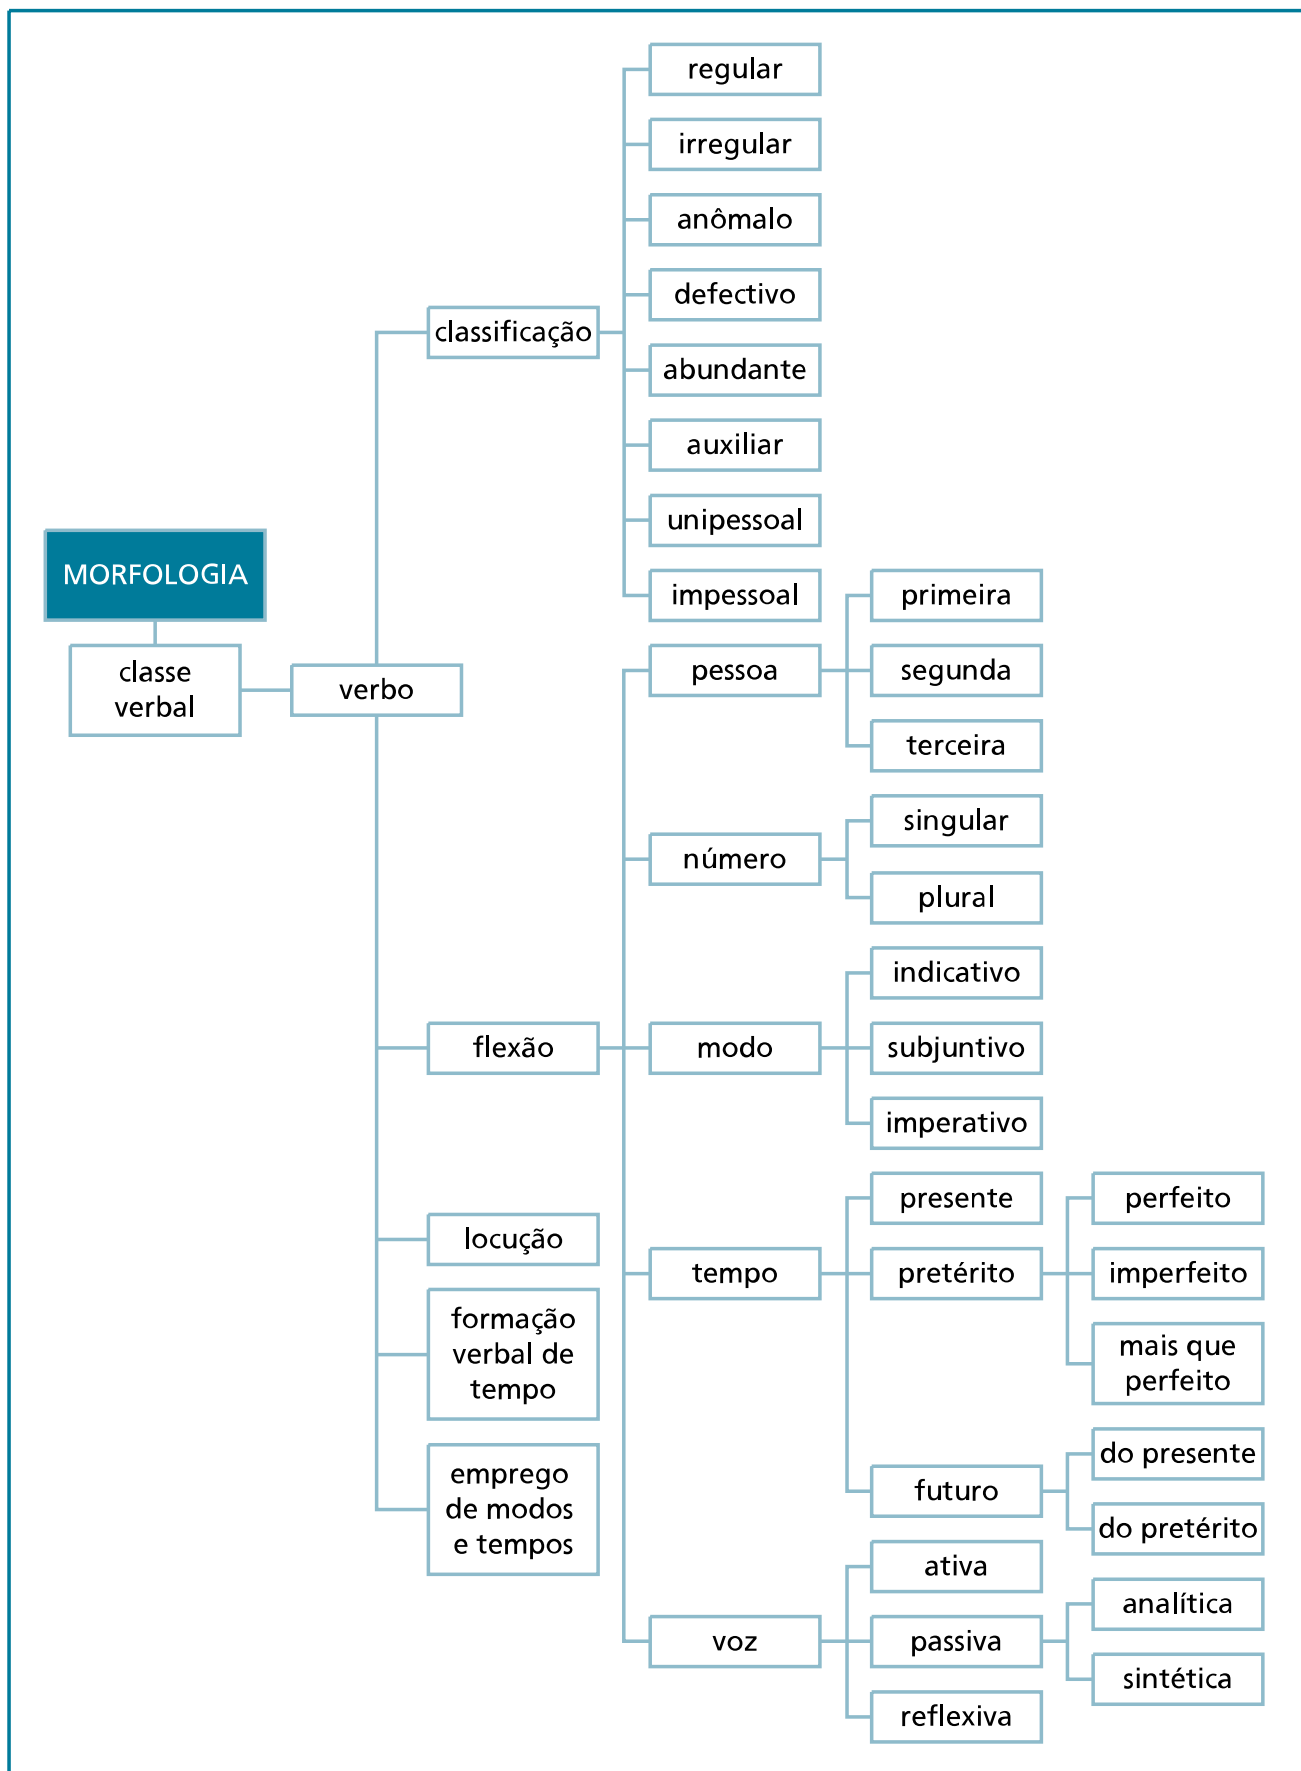 regular
irregular
anômalo
defectivo
classificação
abundante
auxiliar
unipessoal
MORFOLOGIA
impessoal
primeira
classe
verbal
verbo
pessoa
segunda
terceira
singular
número
plural
indicativo
flexão
modo
subjuntivo
imperativo
presente
perfeito
locução
tempo
pretérito
imperfeito
formação
verbal de
tempo
mais que
perfeito
do presente
emprego
de modos
e tempos
futuro
do pretérito
ativa
analítica
voz
passiva
sintética
reflexiva